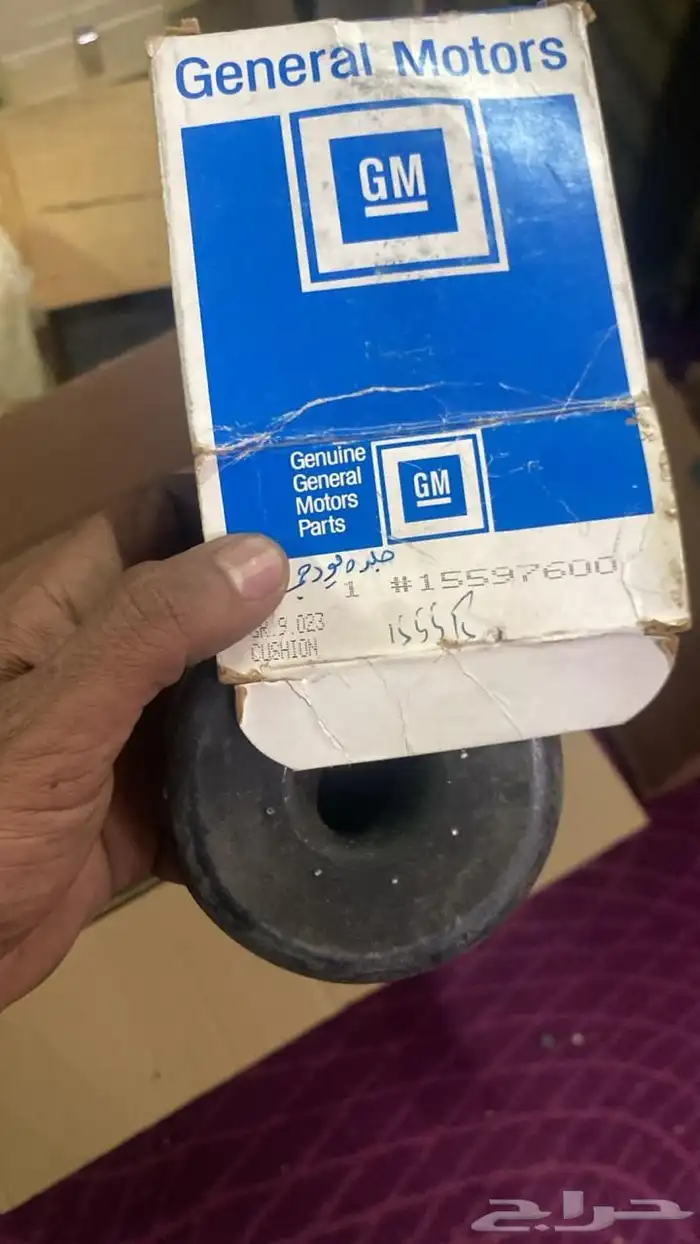 General Motors
GM
Genuine
General
Motors
Parts
GM
1 #15597600
GR.9.023
CUSHION
حراج